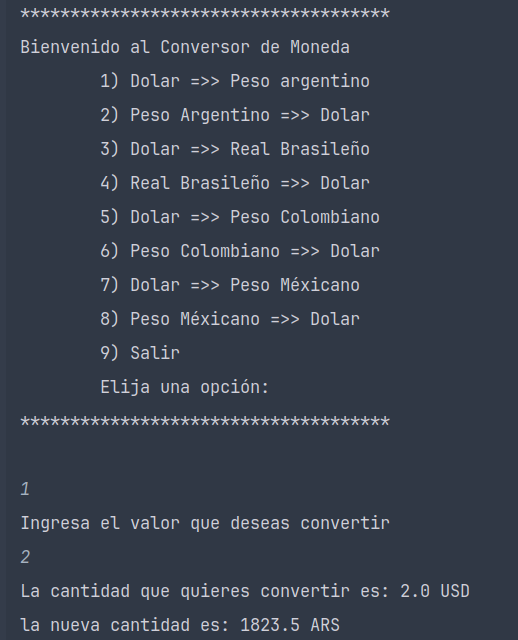 *************************************
Bienvenido al Conversor de Moneda
1) Dolar =>> Peso argentino
2) Peso Argentino =>> Dolar
3) Dolar =>> Real Brasileño
4) Real Brasileño =>> Dolar
5) Dolar =>> Peso Colombiano
6) Peso Colombiano =>> Dolar
7) Dolar =>> Peso Méxicano
8) Peso Méxicano =>> Dolar
9) Salir
Elija una opción:
*************************************
1
Ingresa el valor que deseas convertir
2
La cantidad que quieres convertir es: 2.0 USD
la nueva cantidad es: 1823.5 ARS